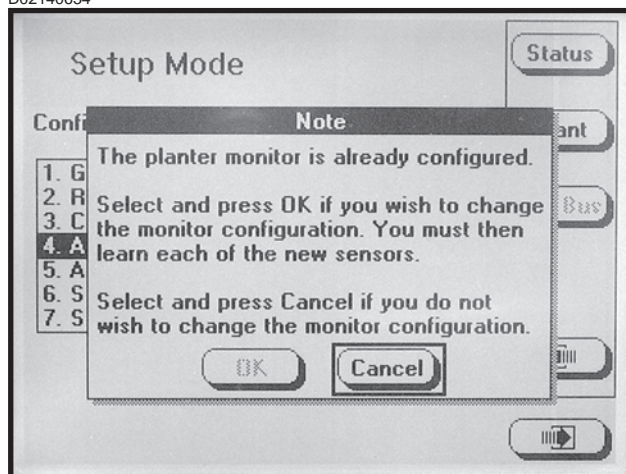 Setup Mode
Status
Confi
Note
ant
The planter monitor is already configured.
1. G
2. R
3. C
4. A
5. A
6. S
7. S
Select and press OK if you wish to change
the monitor configuration. You must then
learn each of the new sensors.
Bus
Select and press Cancel if you do not
wish to change the monitor configuration.
OK
Cancel